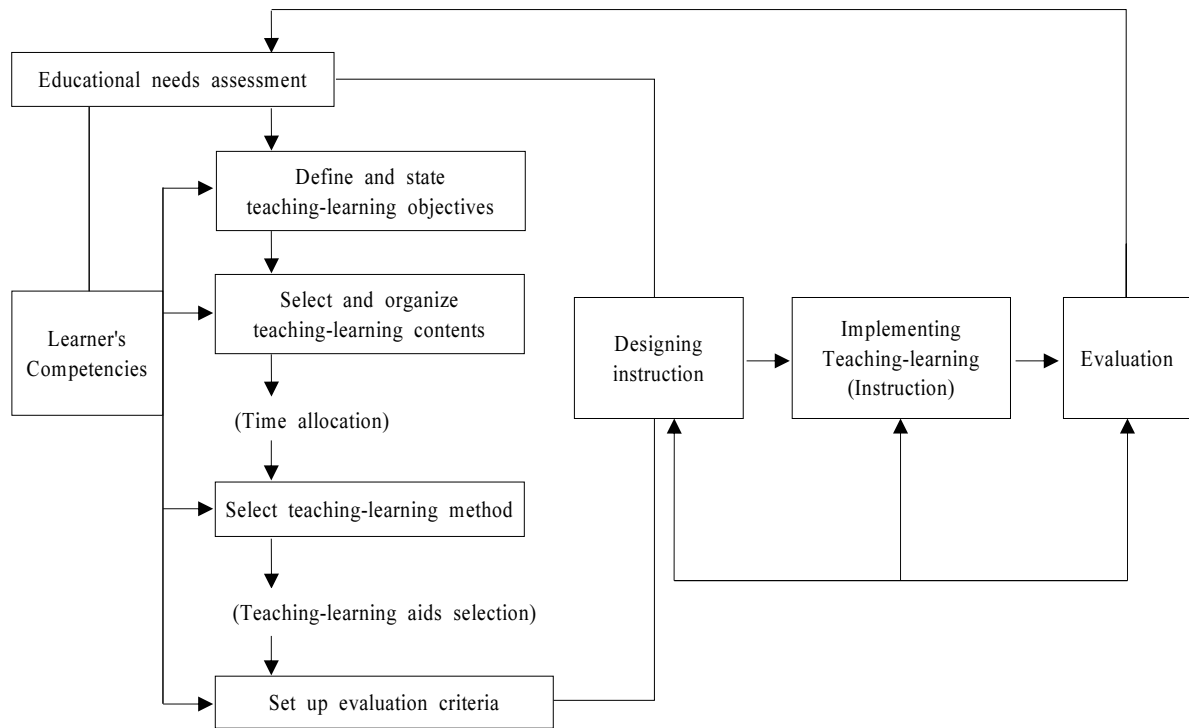 Educational needs assessment
Define and state
teaching-learning objectives
Select and organize
teaching-learning contents
Learner's
Competencies
(Time allocation)
Select teaching-learning method
(Teaching-learning aids selection)
Set up evaluation criteria
Designing
instruction
Implementing
Teaching-learning
(Instruction)
Evaluation